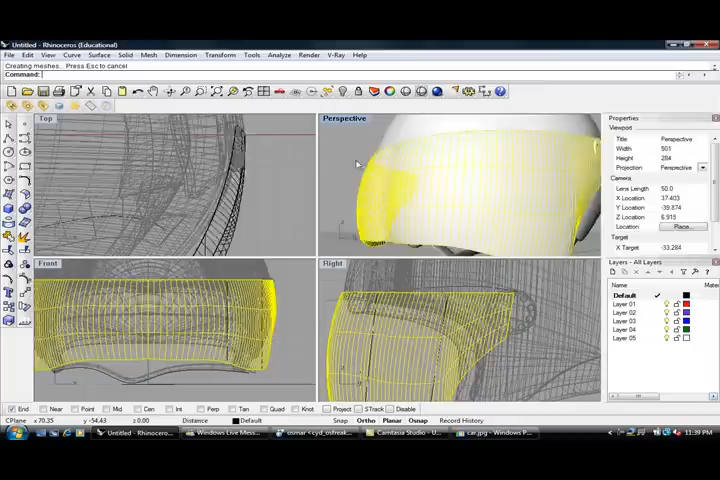 Untitled - Rhinoceros (Educational)
File Edit View Curve Surface Solid Mesh Dimension Transform Tools Analyze Render V-Ray Help
Creating meshes... Press Esc to cancel
Command:
Top
Perspective
Front
Right
Properties
Viewport
Title Perspective
Width 501
Height 284
Projection Perspective
Camera
Lens Length 50.0
X Location 37.403
Y Location -39.874
Z Location 6.915
Location Place...
Target
X Target -33.284
Layers - All Layers
Name Mater
Default
Layer 01
Layer 02
Layer 03
Layer 04
Layer 05
End Near Point Mid Cen Int Perp Tan Quad Knot Project STrack Disable
CPlane x 70.35 y -54.43 z 0.00 Distance Default Snap Ortho Planar Osnap Record History
Untitled - Rhinocero... Windows Live Mess... osmar <cyd_osfreak... Camtasia Studio - U... car.jpg - Windows P... 11:39 PM